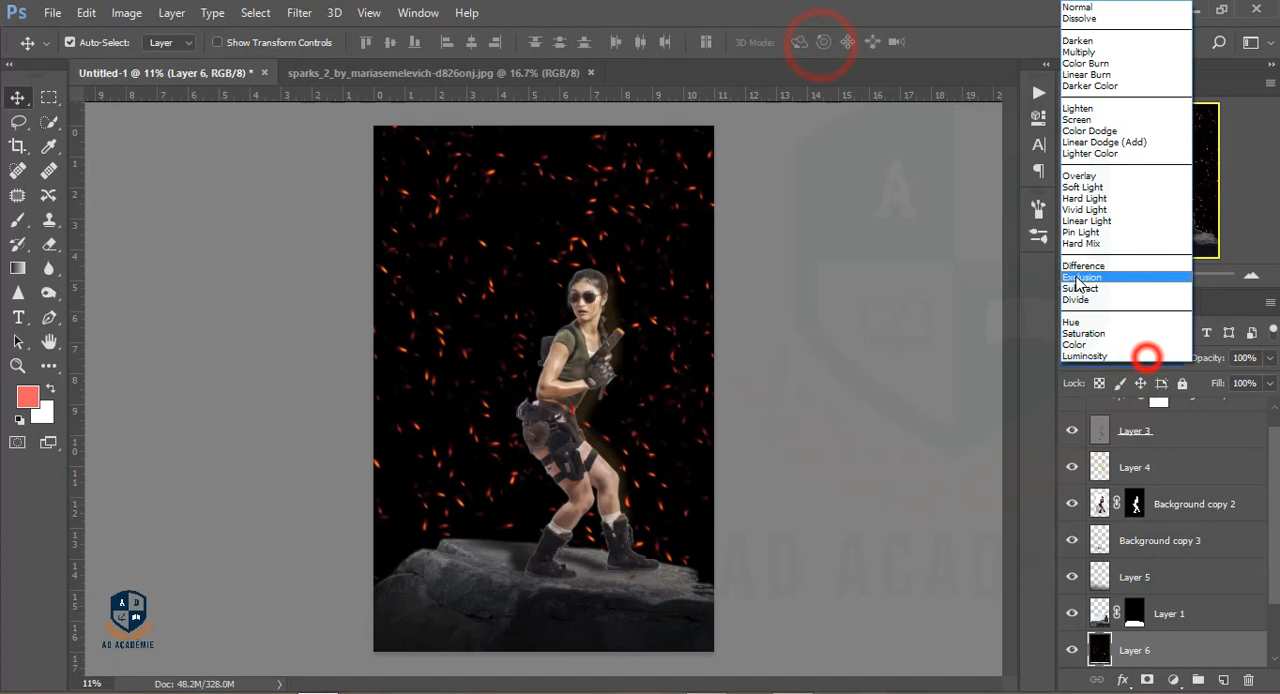 Ps File Edit Image Layer Type Select Filter 3D View Window Help
Auto-Select: Layer Show Transform Controls 3D Mode:
Untitled-1 @ 11% (Layer 6, RGB/8) * × sparks_2_by_mariasemelevich-d826onj.jpg @ 16.7% (RGB/8) ×
Normal
Dissolve
Darken
Multiply
Color Burn
Linear Burn
Darker Color
Lighten
Screen
Color Dodge
Linear Dodge (Add)
Lighter Color
Overlay
Soft Light
Hard Light
Vivid Light
Linear Light
Pin Light
Hard Mix
Difference
Exclusion
Subtract
Divide
Hue
Saturation
Color
Luminosity
Opacity: 100%
Lock: Fill: 100%
Layer 3
Layer 4
Background copy 2
Background copy 3
Layer 5
Layer 1
Layer 6
A D
AD ACADÉMIE
11% Doc: 48.2M/328.0M